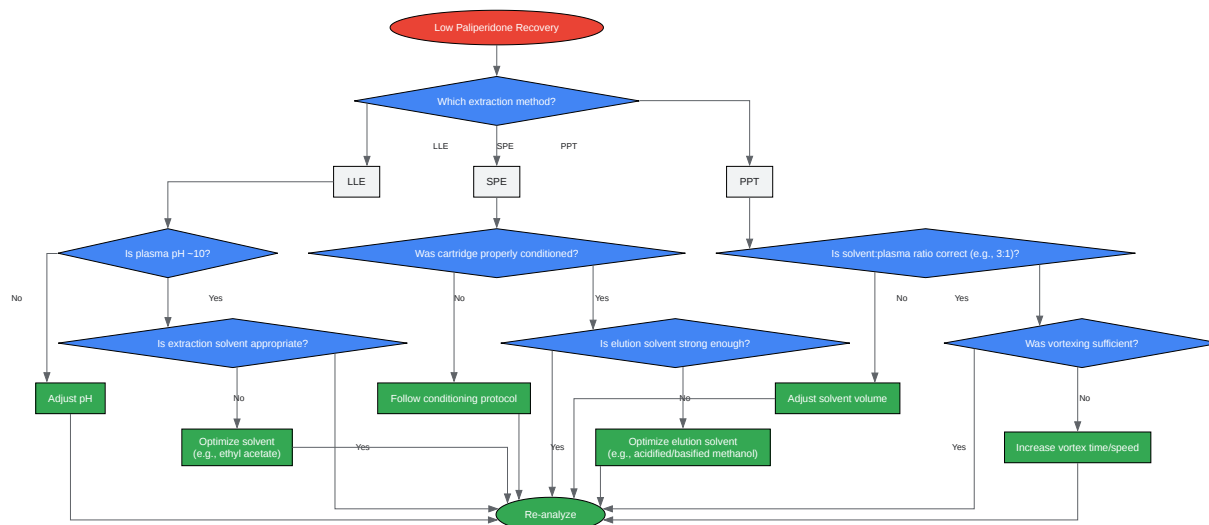 Low Paliperidone Recovery
Which extraction method?
LLE
SPE
PPT
LLE
SPE
PPT
Is plasma pH ~10?
Was cartridge properly conditioned?
Is solvent:plasma ratio correct (e.g., 3:1)?
No
Yes
No
Yes
No
Yes
Is extraction solvent appropriate?
Is elution solvent strong enough?
Was vortexing sufficient?
Adjust pH
No
Follow conditioning protocol
No
Adjust solvent volume
No
Optimize solvent
(e.g., ethyl acetate)
Yes
Yes
Optimize elution solvent
(e.g., acidified/basified methanol)
Yes
Increase vortex time/speed
Re-analyze